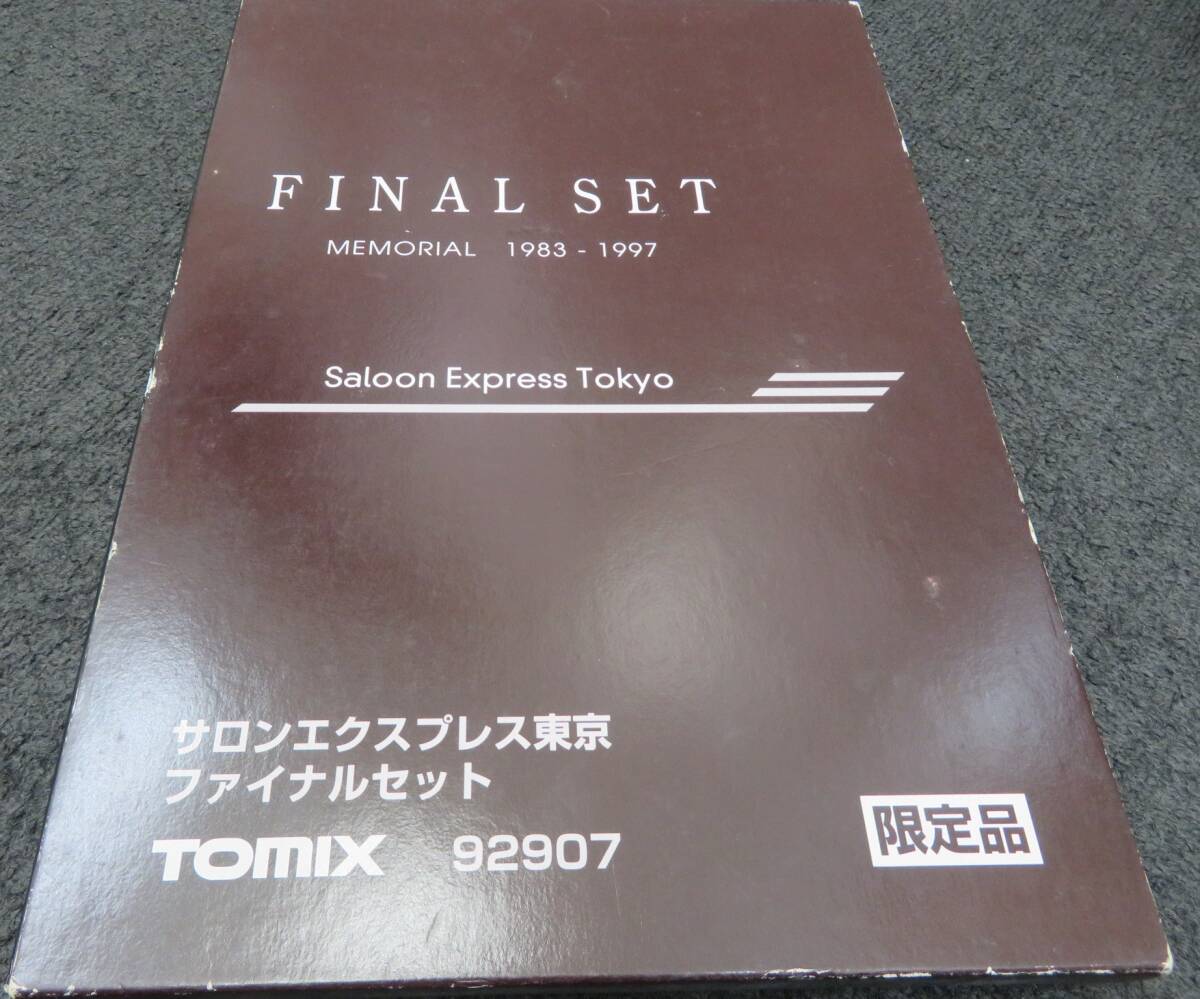 FINAL SET
MEMORIAL 1983 - 1997
Saloon Express Tokyo
サロンエクスプレス東京
ファイナルセット
TOMIX 92907
限定品